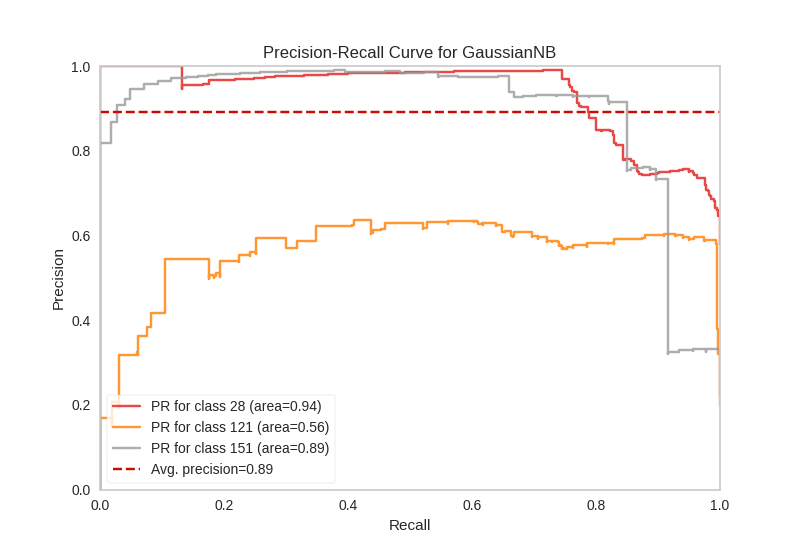 Precision-Recall Curve for GaussianNB
1.0
0.8
0.6
0.4
0.2
0.0
Precision
PR for class 28 (area=0.94)
PR for class 121 (area=0.56)
PR for class 151 (area=0.89)
Avg. precision=0.89
0.0 0.2 0.4 0.6 0.8 1.0
Recall